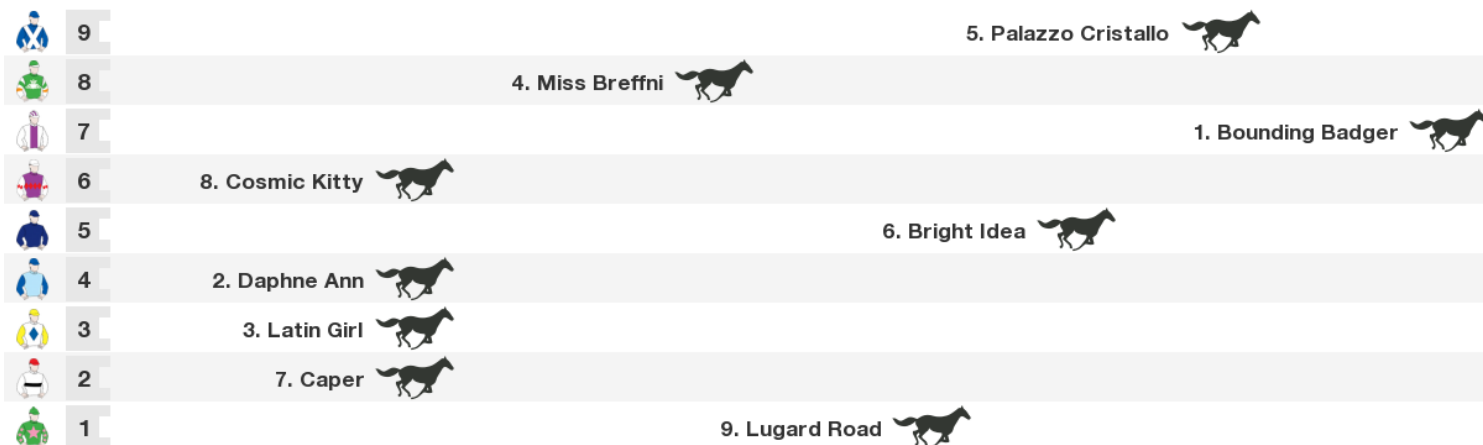 9 5. Palazzo Cristallo
8 4. Miss Breffni
7 1. Bounding Badger
6 8. Cosmic Kitty
5 6. Bright Idea
4 2. Daphne Ann
3 3. Latin Girl
2 7. Caper
1 9. Lugard Road